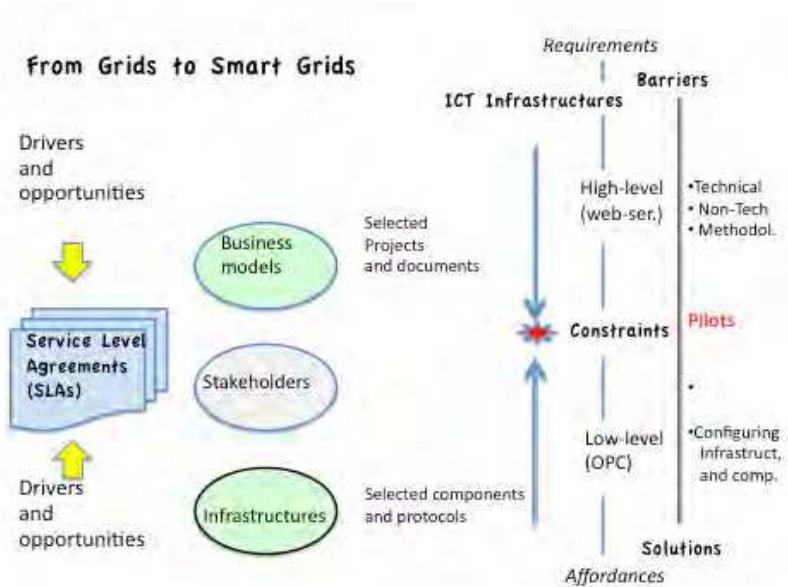 From Grids to Smart Grids
Drivers
and
opportunities
Service Level
Agreements
(SLAs)
Drivers
and
opportunities
Business
models
Stakeholders
Infrastructures
Selected
Projects
and documents
Selected components
and protocols
Requirements
ICT Infrastructures
High-level
(web-ser.)
Constraints
Low-level
(OPC)
Affordances
Barriers
•Technical
• Non-Tech
• Methodol.
Pilots
•
•Configuring
Infrastruct,
and comp.
Solutions